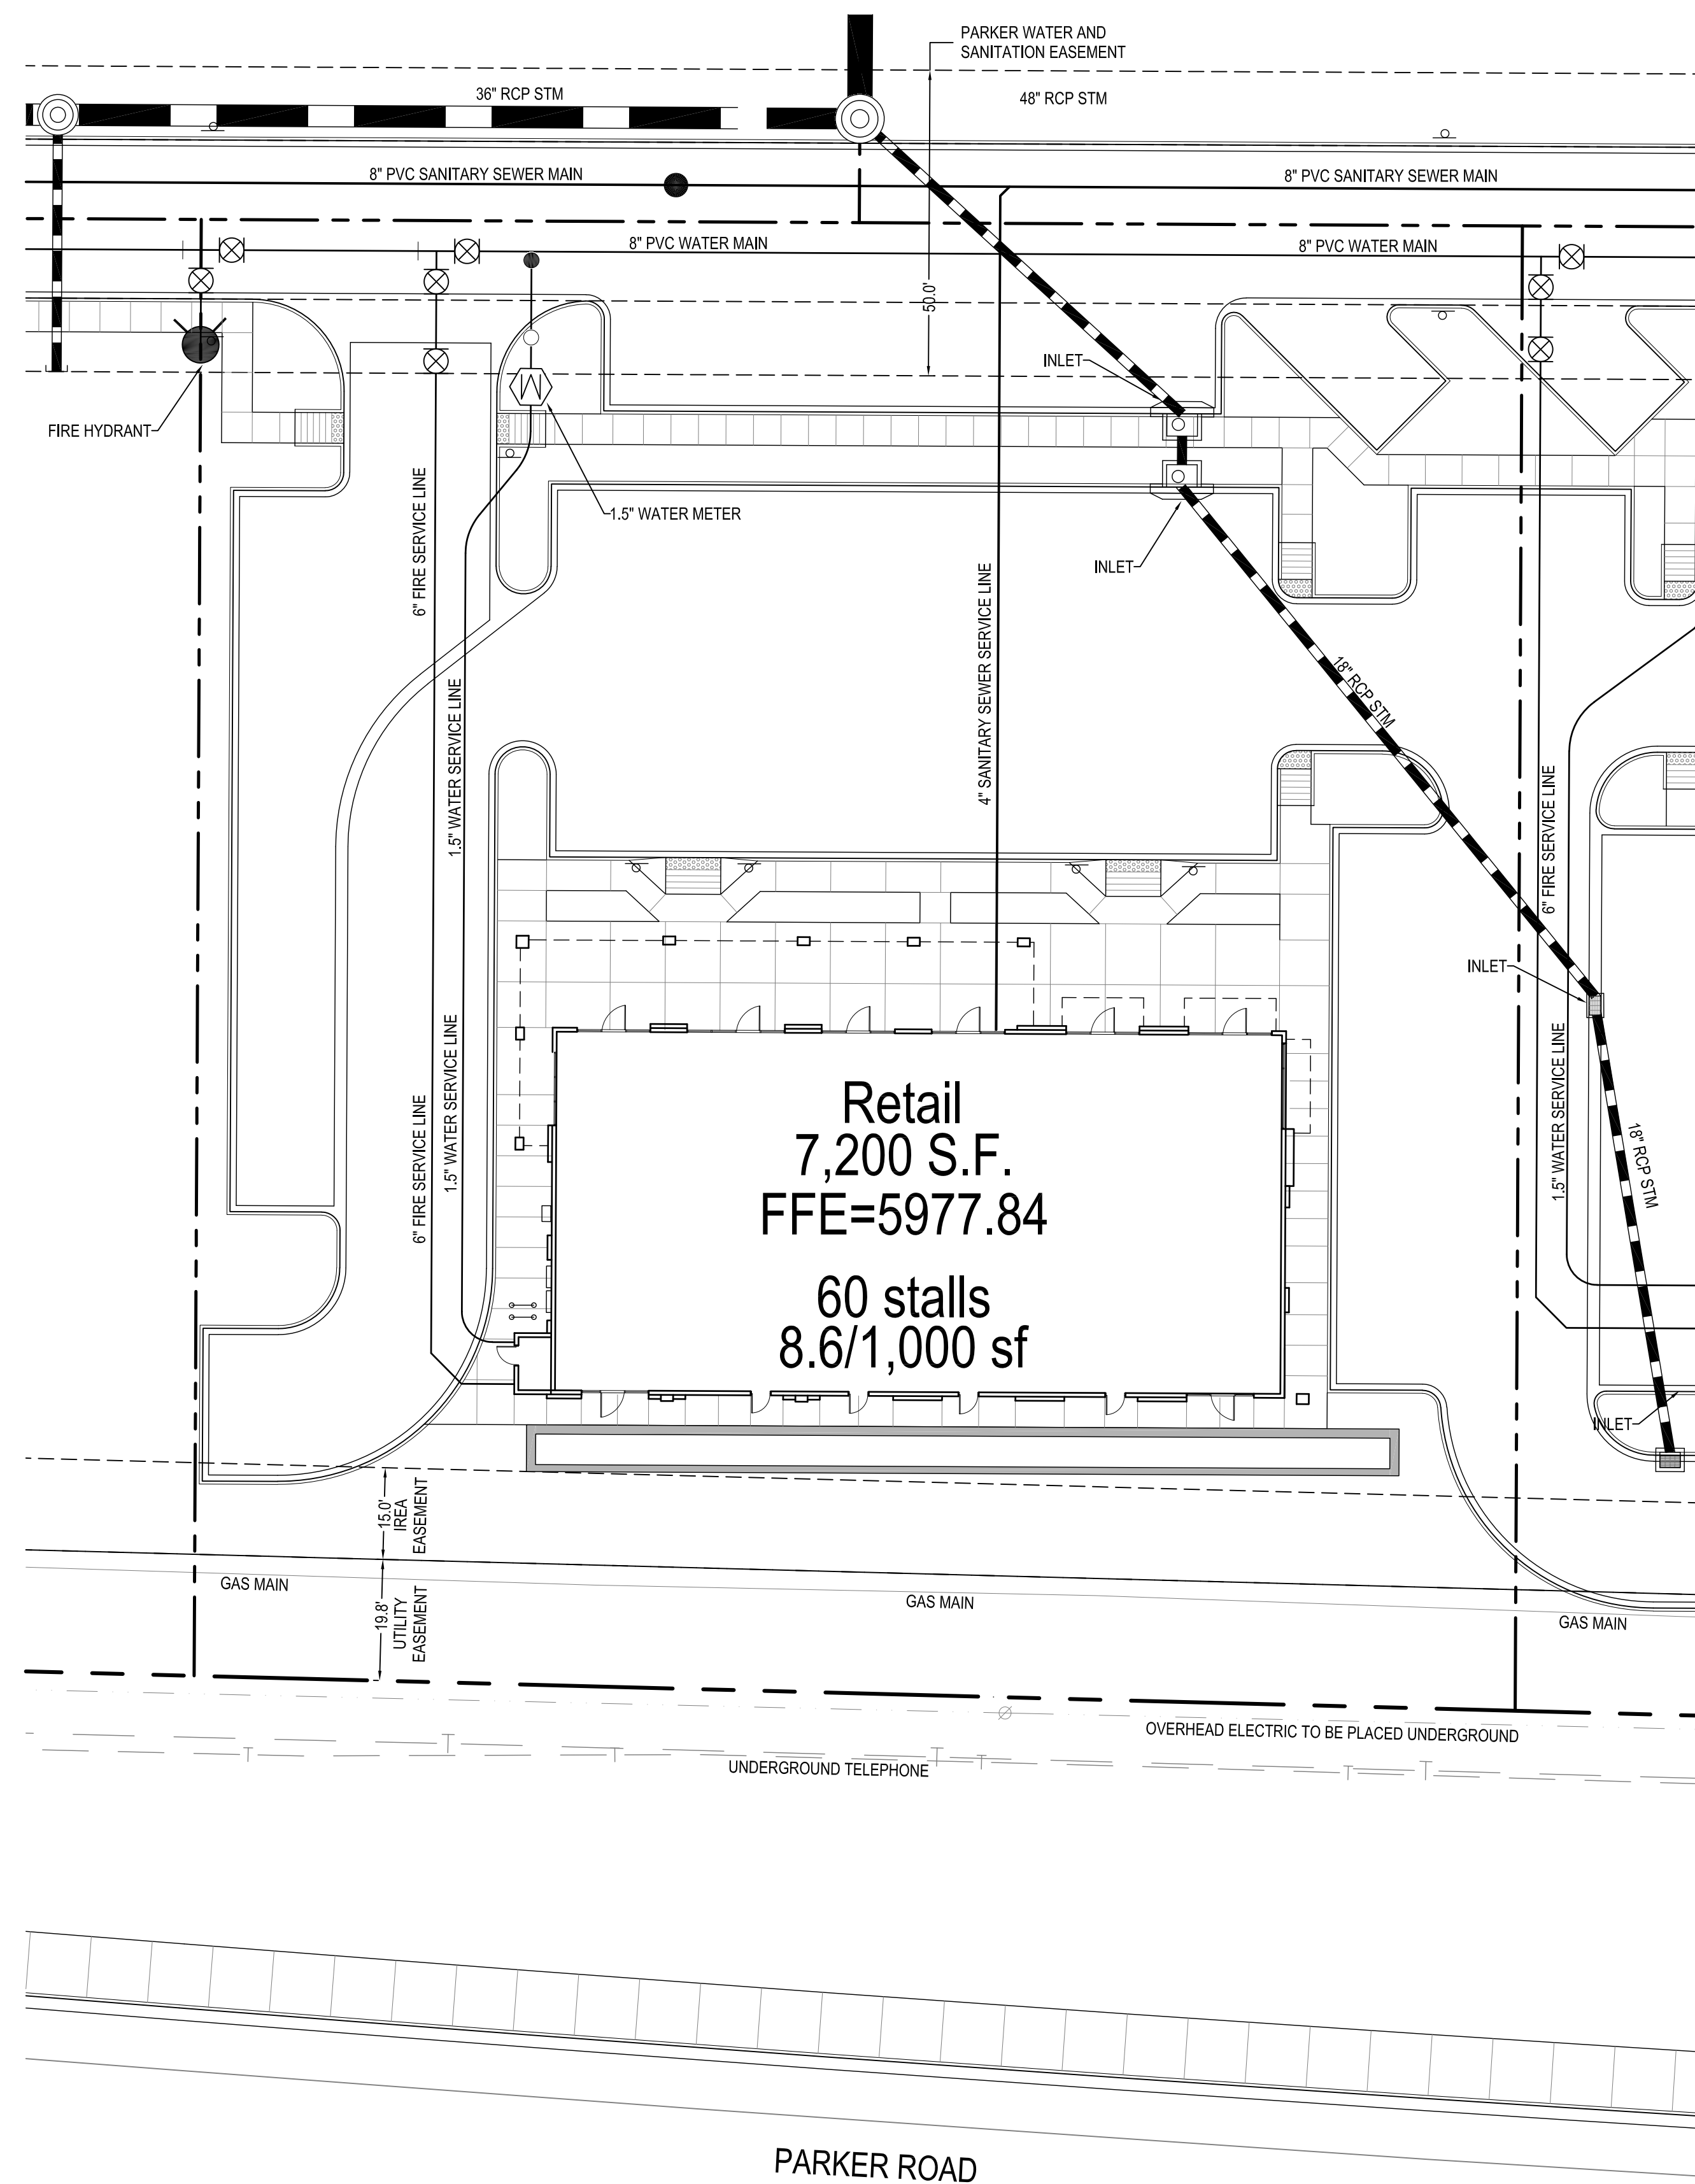 PARKER WATER AND
SANITATION EASEMENT
36" RCP STM
48" RCP STM
8" PVC SANITARY SEWER MAIN
8" PVC SANITARY SEWER MAIN
8" PVC WATER MAIN
8" PVC WATER MAIN
50.0'
INLET
FIRE HYDRANT
W
1.5" WATER METER
6" FIRE SERVICE LINE
INLET
4" SANITARY SEWER SERVICE LINE
18" RCP STM
1.5" WATER SERVICE LINE
6" FIRE SERVICE LINE
INLET
1.5" WATER SERVICE LINE
6" FIRE SERVICE LINE
1.5" WATER SERVICE LINE
18" RCP STM
Retail
7,200 S.F.
FFE=5977.84
60 stalls
8.6/1,000 sf
INLET
15.0'
IREA
EASEMENT
GAS MAIN
19.8'
UTILITY
EASEMENT
GAS MAIN
GAS MAIN
OVERHEAD ELECTRIC TO BE PLACED UNDERGROUND
T
T
T
T
T
T
T
UNDERGROUND TELEPHONE
PARKER ROAD